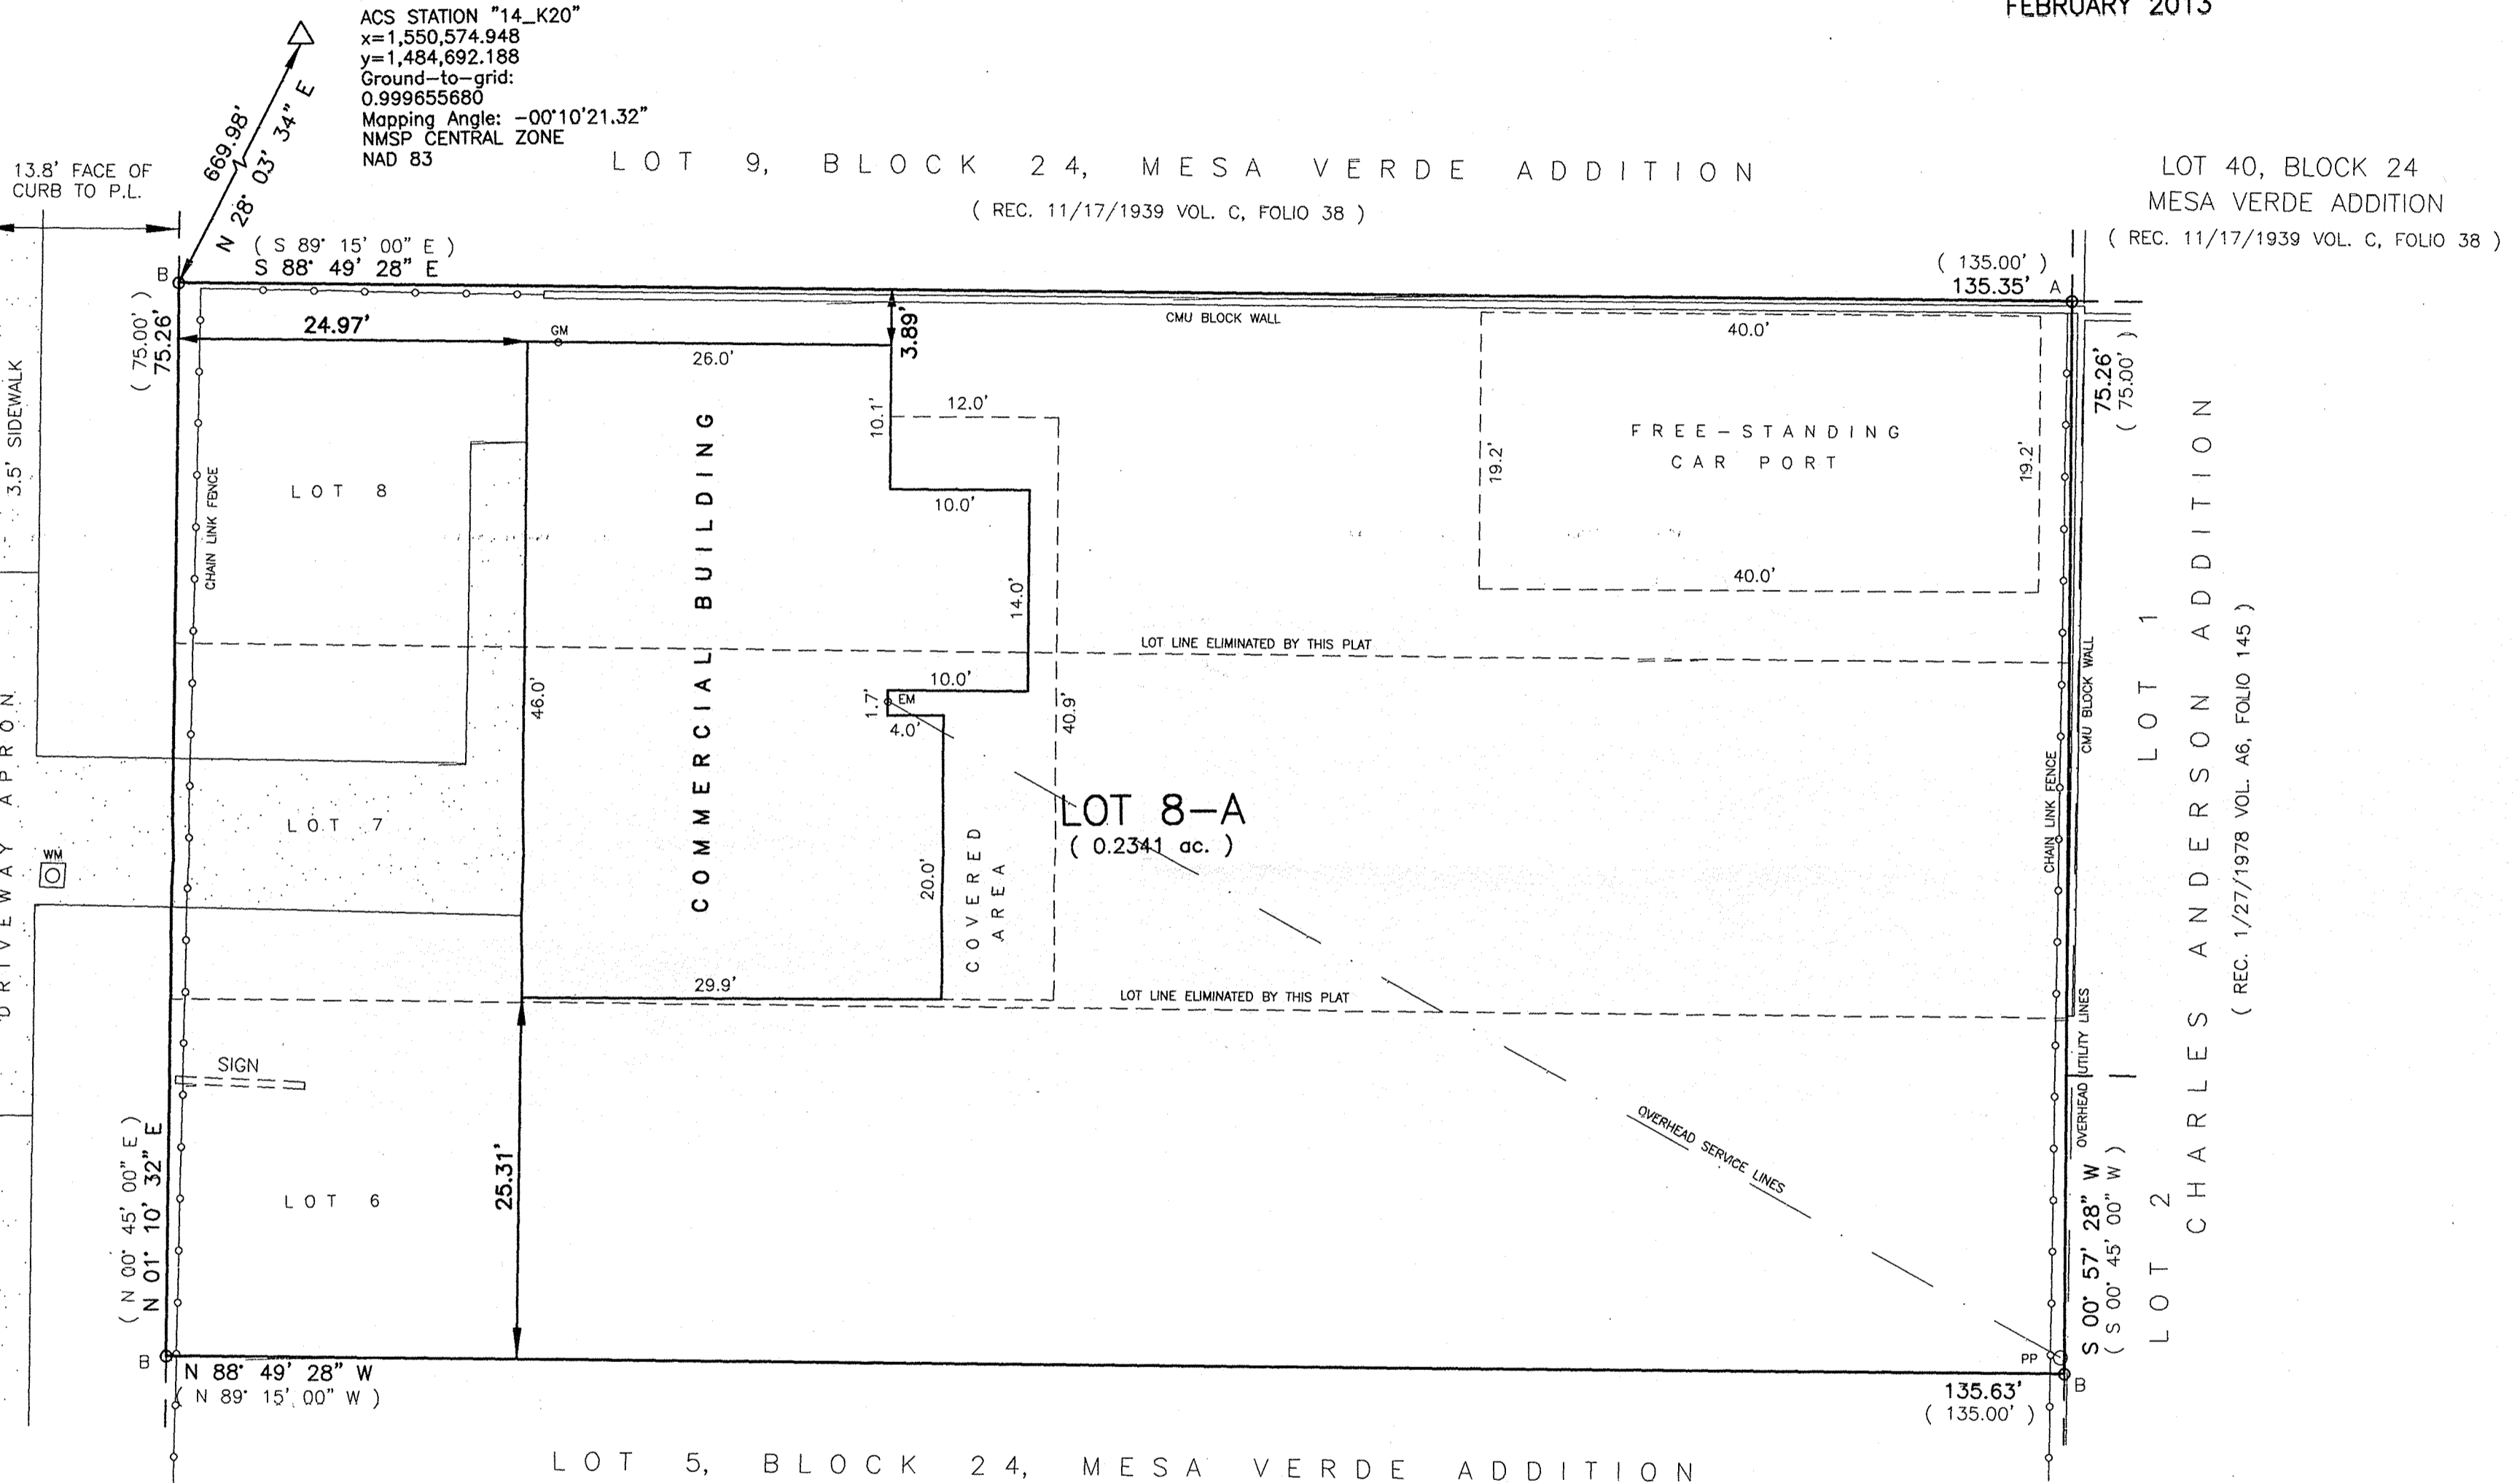 FEBRUARY 2013
ACS STATION "14_K20"
x=1,550,574.948
y=1,484,692.188
Ground-to-grid:
0.999655680
Mapping Angle: -00°10'21.32"
NMSP CENTRAL ZONE
NAD 83
669.98'
N 28° 03' 34" E
13.8' FACE OF
CURB TO P.L.
LOT 9, BLOCK 24, MESA VERDE ADDITION
( REC. 11/17/1939 VOL. C, FOLIO 38 )
LOT 40, BLOCK 24
MESA VERDE ADDITION
( REC. 11/17/1939 VOL. C, FOLIO 38 )
( S 89° 15' 00" E )
S 88° 49' 28" E
( 135.00' )
135.35'
A
B
( 75.00' )
75.26'
24.97'
GM
26.0'
3.89'
CMU BLOCK WALL
40.0'
75.26'
( 75.00' )
3.5' SIDEWALK
CHAIN LINK FENCE
LOT 8
COMMERCIAL BUILDING
10.1'
12.0'
10.0'
14.0'
19.2'
FREE-STANDING
CAR PORT
19.2'
40.0'
LOT LINE ELIMINATED BY THIS PLAT
46.0'
10.0'
1.7'
EM
4.0'
40.9'
CMU BLOCK WALL
LOT 1
CHARLES ANDERSON ADDITION
( REC. 1/27/1978 VOL. A6, FOLIO 145 )
DRIVEWAY APRON
LOT 7
WM
LOT 8-A
( 0.2341 ac. )
20.0'
COVERED
AREA
CHAIN LINK FENCE
29.9'
LOT LINE ELIMINATED BY THIS PLAT
OVERHEAD UTILITY LINES
SIGN
25.31'
LOT 6
OVERHEAD SERVICE LINES
( N 00° 45' 00" E )
N 01° 10' 32" E
S 00° 57' 28" W
( S 00° 45' 00" W )
LOT 2
B
N 88° 49' 28" W
( N 89° 15' 00" W )
PP
B
135.63'
( 135.00' )
LOT 5, BLOCK 24, MESA VERDE ADDITION